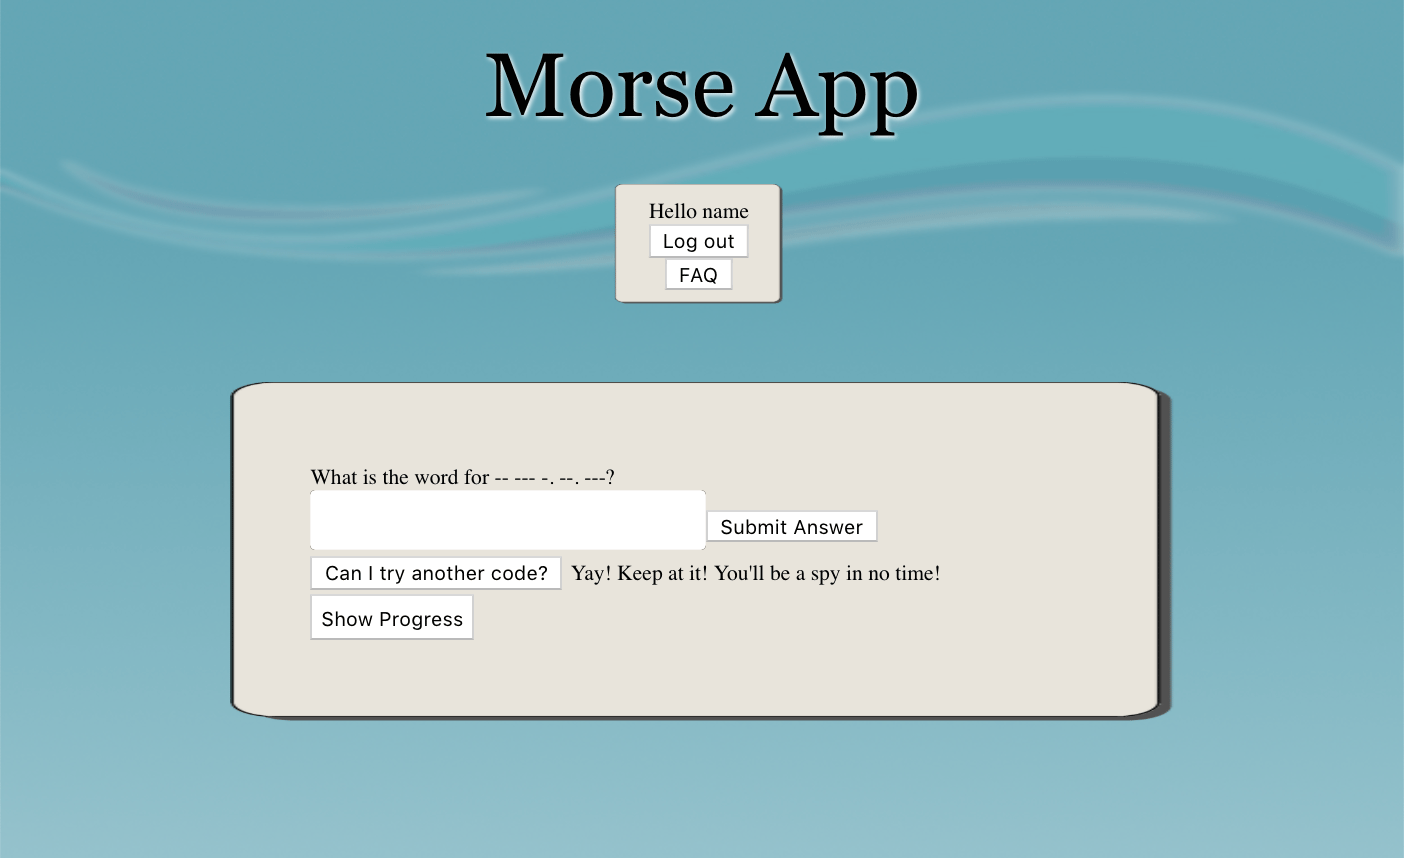 Morse App
Hello name
Log out
FAQ
What is the word for -- --- -. --. ---?
Submit Answer
Can I try another code? Yay! Keep at it! You'll be a spy in no time!
Show Progress